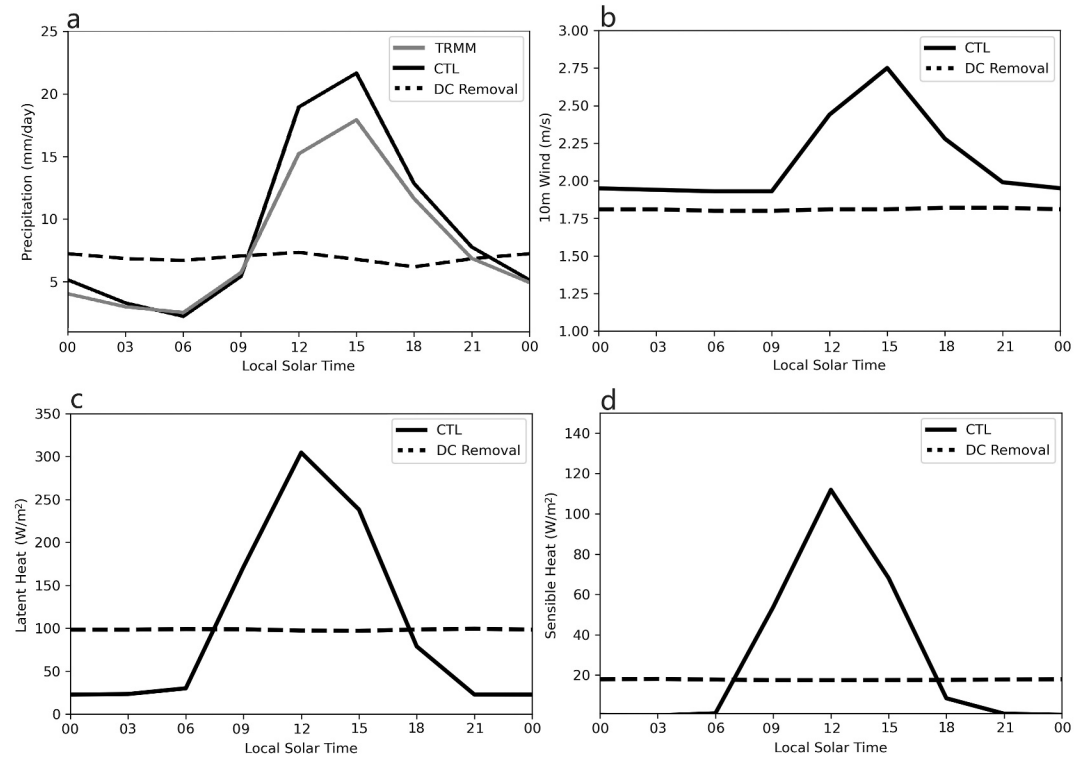 a
TRMM
CTL
DC Removal
Precipitation (mm/day)
25
20
15
10
5
00 03 06 09 12 15 18 21 00
Local Solar Time
b
CTL
DC Removal
10m Wind (m/s)
3.00
2.75
2.50
2.25
2.00
1.75
1.50
1.25
1.00
00 03 06 09 12 15 18 21 00
Local Solar Time
c
CTL
DC Removal
Latent Heat (W/m²)
350
300
250
200
150
100
50
0
00 03 06 09 12 15 18 21 00
Local Solar Time
d
CTL
DC Removal
Sensible Heat (W/m²)
140
120
100
80
60
40
20
00 03 06 09 12 15 18 21 00
Local Solar Time